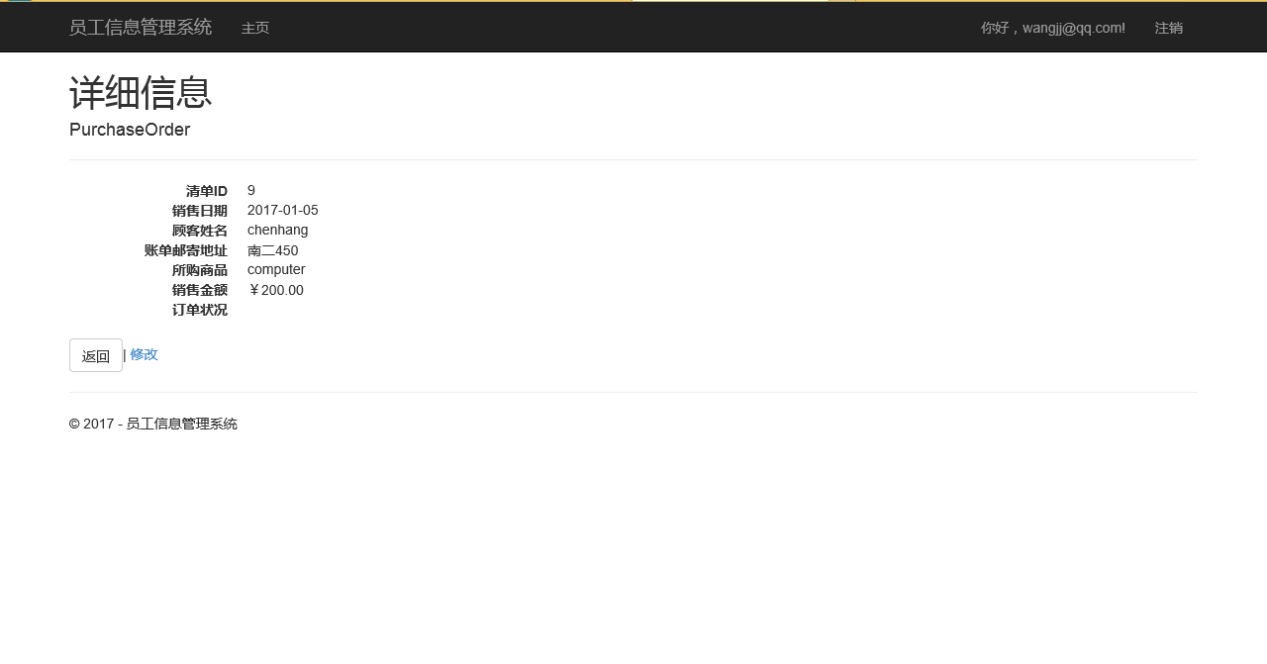 员工信息管理系统 主页 你好，wangjj@qq.com! 注销
详细信息
PurchaseOrder
清单ID 9
销售日期 2017-01-05
顾客姓名 chenhang
账单邮寄地址 南二450
所购商品 computer
销售金额 ￥200.00
订单状况
返回 | 修改
© 2017 - 员工信息管理系统